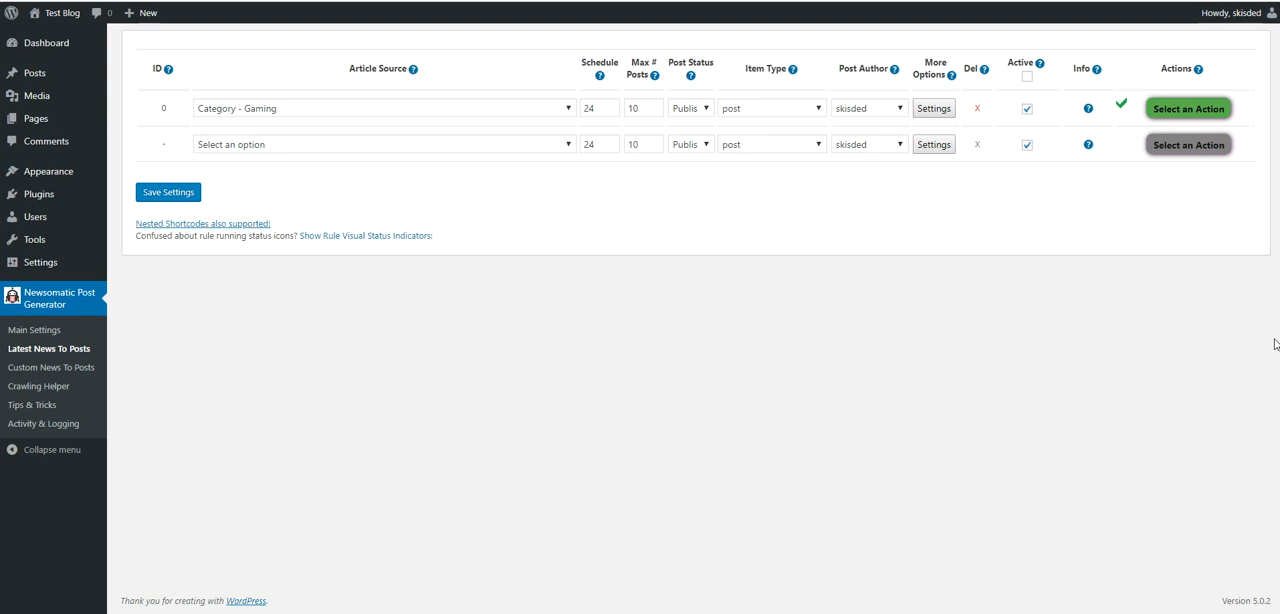 Test Blog 0 + New Howdy, skisded
Dashboard
Posts
Media
Pages
Comments
Appearance
Plugins
Users
Tools
Settings
Newsomatic Post
Generator
Main Settings
Latest News To Posts
Custom News To Posts
Crawling Helper
Tips & Tricks
Activity & Logging
Collapse menu
ID Article Source Schedule Max # Posts Post Status Item Type Post Author More Options Del Active Info Actions
0 Category - Gaming 24 10 Publis post skisded Settings X Select an Action
- Select an option 24 10 Publis post skisded Settings X Select an Action
Save Settings
Nested Shortcodes also supported!
Confused about rule running status icons? Show Rule Visual Status Indicators:
Thank you for creating with WordPress. Version 5.0.2